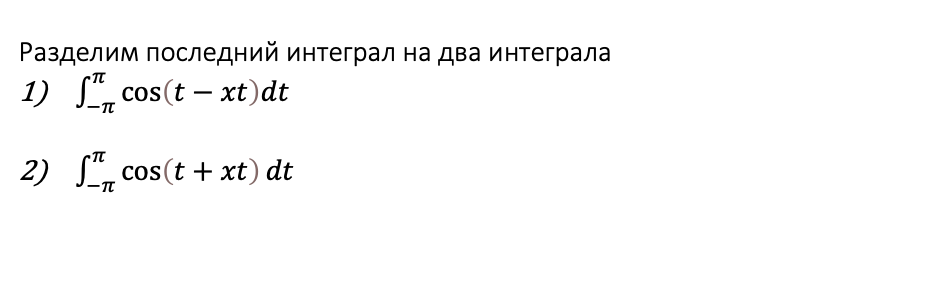 Разделим последний интеграл на два интеграла
1) ∫_{−π}^{π} cos(t − xt)dt
2) ∫_{−π}^{π} cos(t + xt) dt